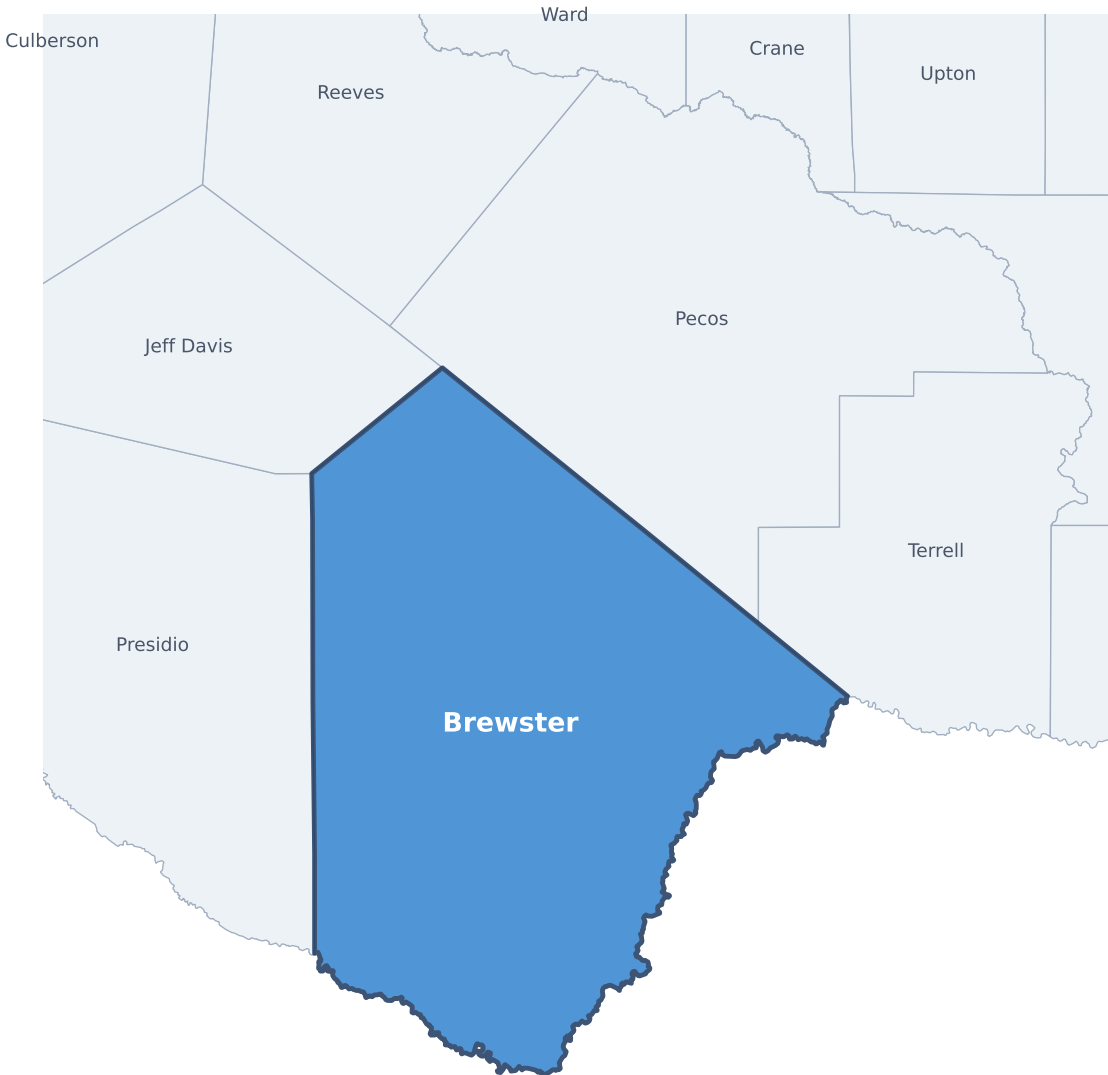 Ward
Culberson
Crane
Upton
Reeves
Pecos
Jeff Davis
Terrell
Presidio
Brewster